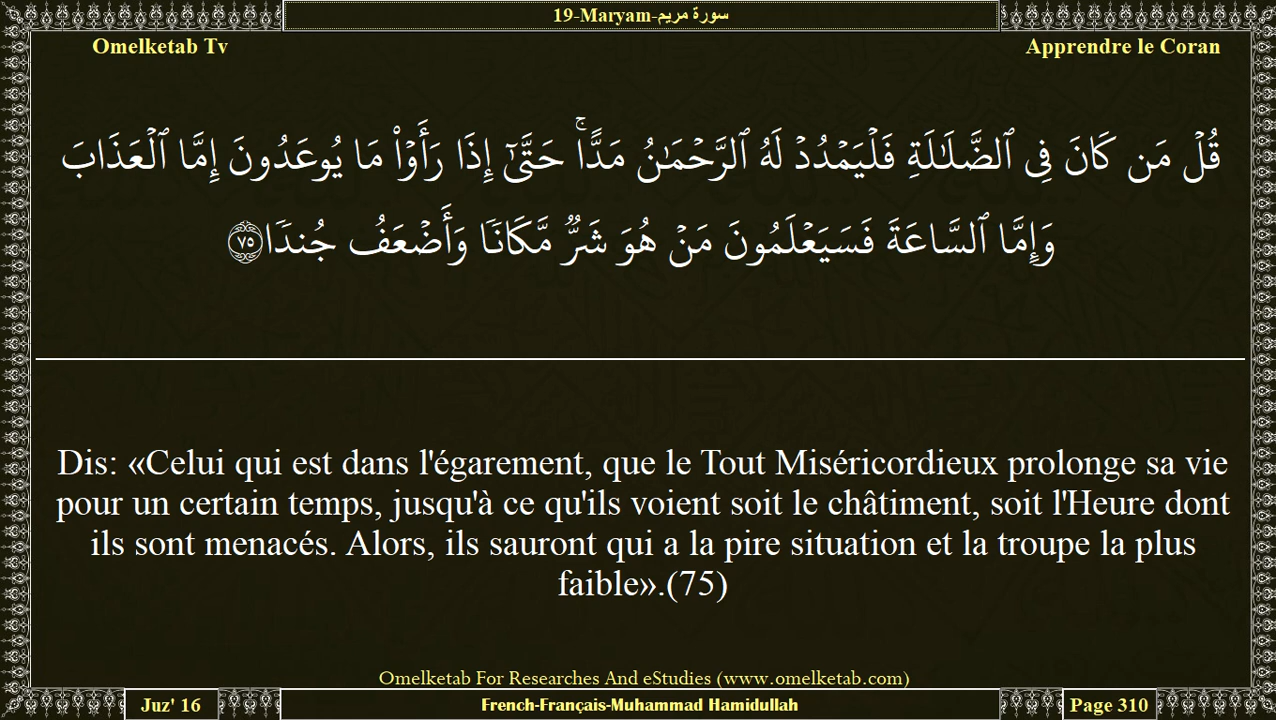 19-Maryam-سورة مريم
Omelketab Tv
Apprendre le Coran
قُلۡ مَن كَانَ فِي ٱلضَّلَٰلَةِ فَلۡيَمۡدُدۡ لَهُ ٱلرَّحۡمَٰنُ مَدًّاۚ حَتَّىٰٓ إِذَا رَأَوۡاْ مَا يُوعَدُونَ إِمَّا ٱلۡعَذَابَ
وَإِمَّا ٱلسَّاعَةَ فَسَيَعۡلَمُونَ مَنۡ هُوَ شَرّٞ مَّكَانٗا وَأَضۡعَفُ جُندٗا ٧٥
Dis: «Celui qui est dans l'égarement, que le Tout Miséricordieux prolonge sa vie
pour un certain temps, jusqu'à ce qu'ils voient soit le châtiment, soit l'Heure dont
ils sont menacés. Alors, ils sauront qui a la pire situation et la troupe la plus
faible».(75)
Omelketab For Researches And eStudies (www.omelketab.com)
Juz' 16
French-Français-Muhammad Hamidullah
Page 310